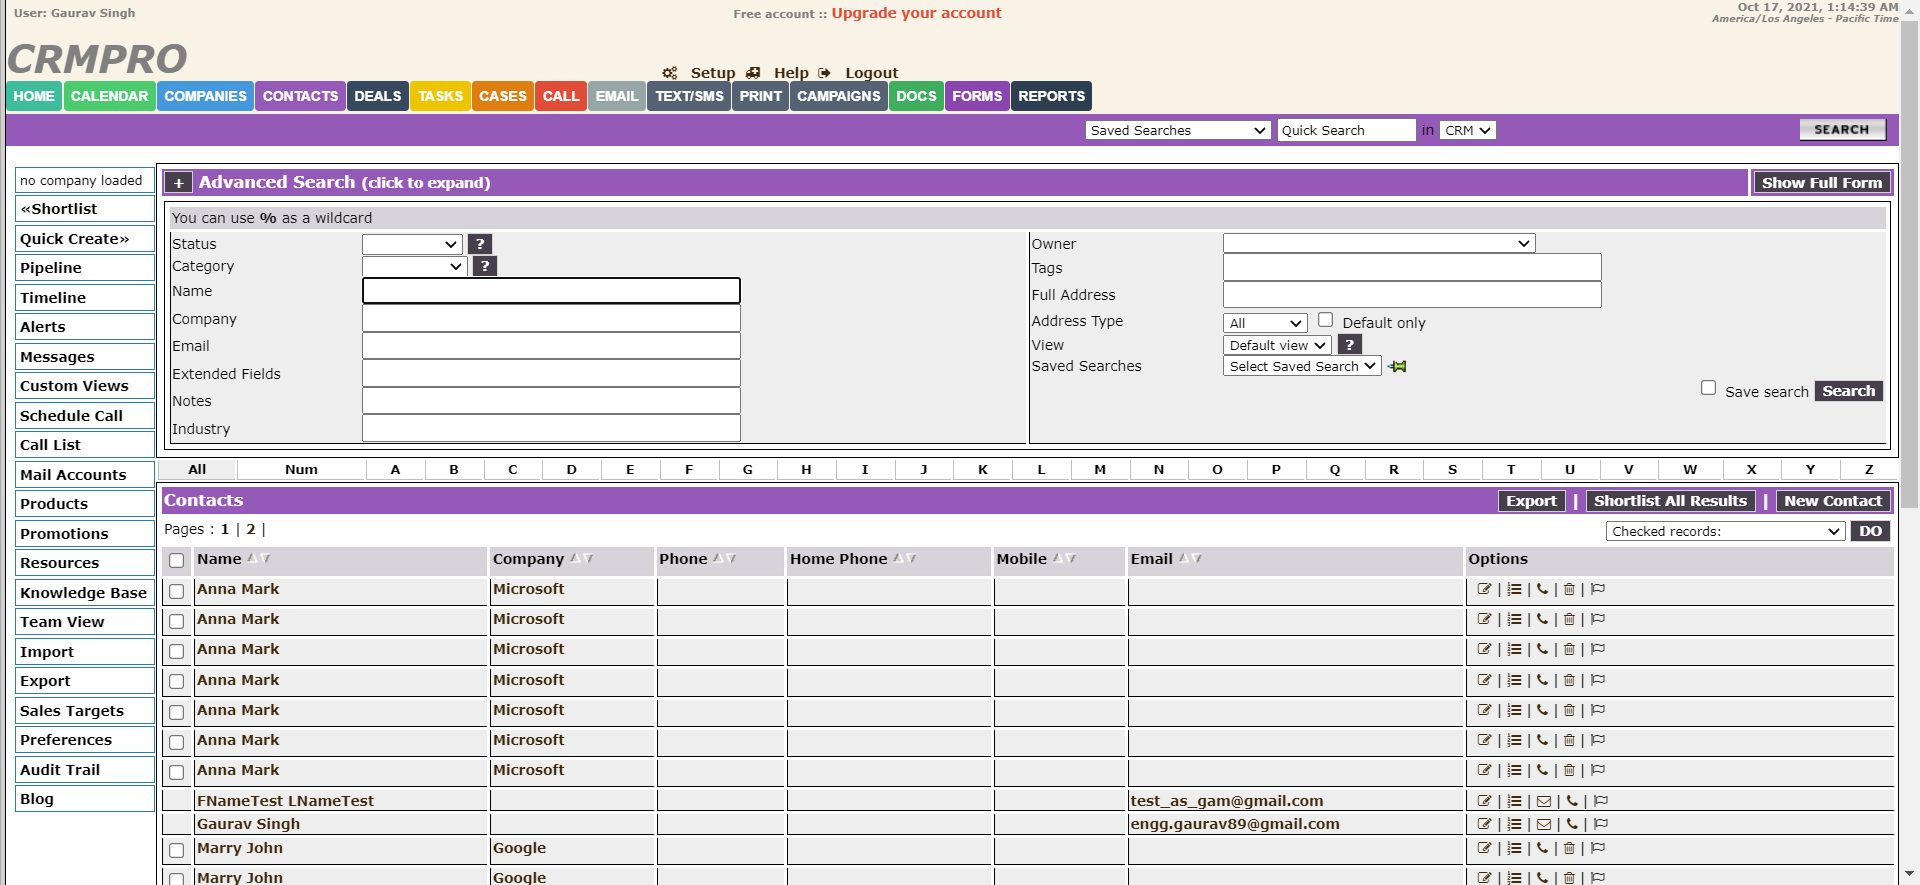 User: Gaurav Singh
Free account :: Upgrade your account
Oct 17, 2021, 1:14:39 AM
America/Los Angeles - Pacific Time
CRMPRO
Setup Help Logout
HOME CALENDAR COMPANIES CONTACTS DEALS TASKS CASES CALL EMAIL TEXT/SMS PRINT CAMPAIGNS DOCS FORMS REPORTS
Saved Searches Quick Search in CRM SEARCH
no company loaded
«Shortlist
Quick Create»
Pipeline
Timeline
Alerts
Messages
Custom Views
Schedule Call
Call List
Mail Accounts
Products
Promotions
Resources
Knowledge Base
Team View
Import
Export
Sales Targets
Preferences
Audit Trail
Blog
+ Advanced Search (click to expand) Show Full Form
You can use % as a wildcard
Status ?
Category ?
Name
Company
Email
Extended Fields
Notes
Industry
Owner
Tags
Full Address
Address Type All Default only
View Default view ?
Saved Searches Select Saved Search
Save search Search
All Num A B C D E F G H I J K L M N O P Q R S T U V W X Y Z
Contacts Export | Shortlist All Results | New Contact
Pages : 1 | 2 | Checked records: DO
Name Company Phone Home Phone Mobile Email Options
Anna Mark Microsoft | | | |
Anna Mark Microsoft | | | |
Anna Mark Microsoft | | | |
Anna Mark Microsoft | | | |
Anna Mark Microsoft | | | |
Anna Mark Microsoft | | | |
Anna Mark Microsoft | | | |
FNameTest LNameTest test_as_gam@gmail.com | | | |
Gaurav Singh engg.gaurav89@gmail.com | | | |
Marry John Google | | | |
Marry John Google | | | |